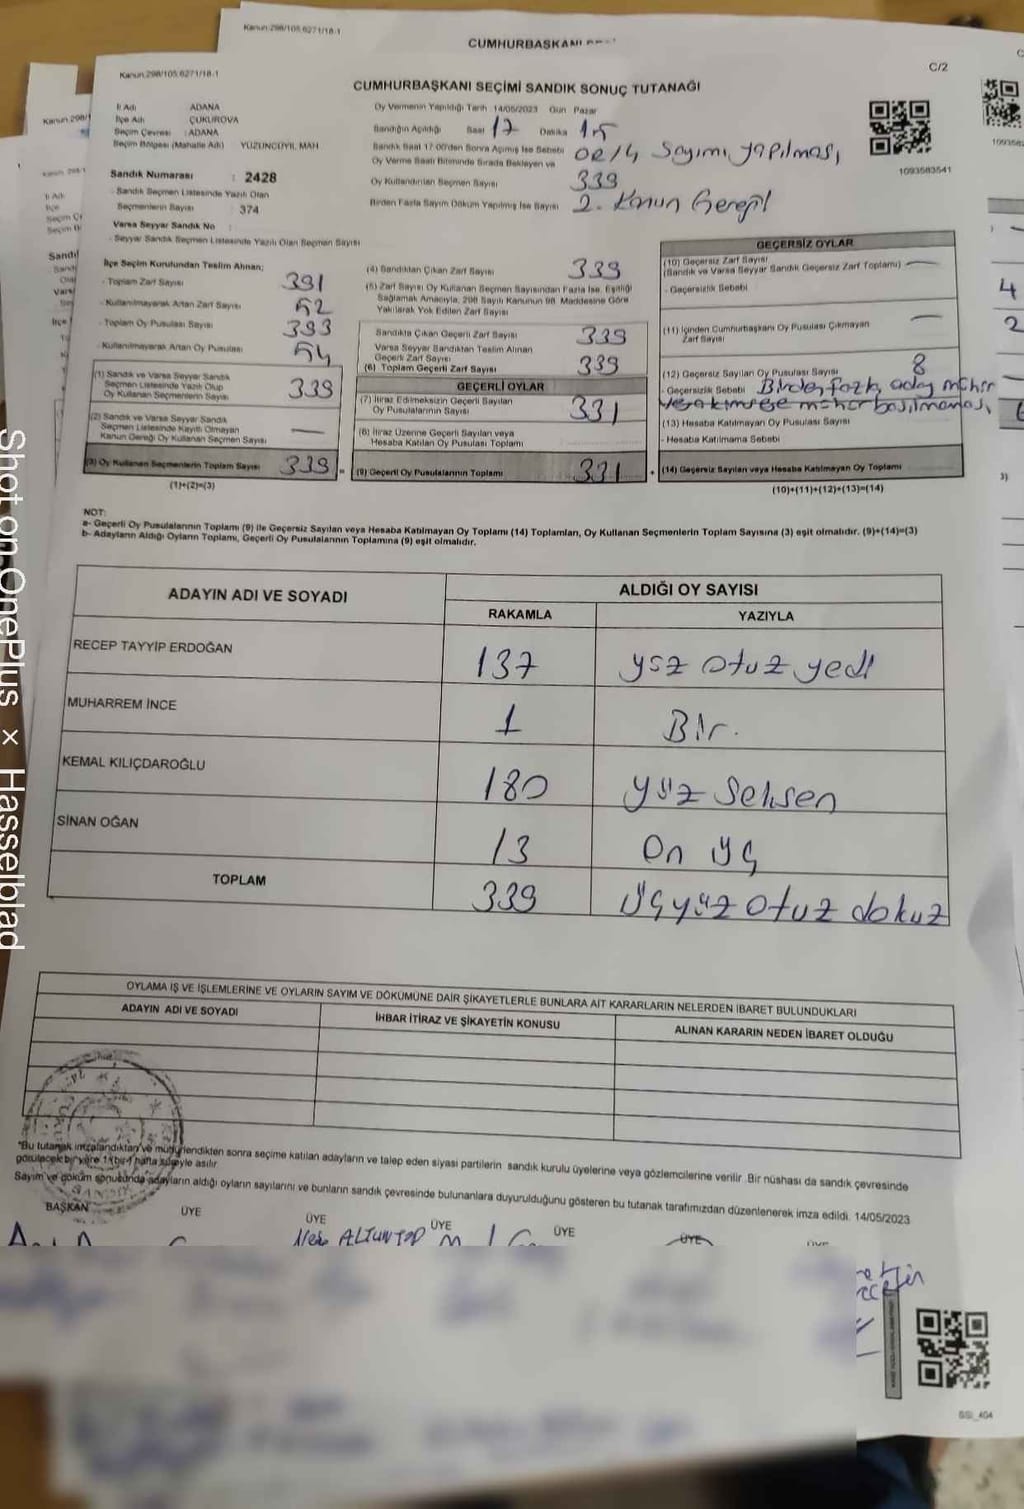 Kanun:298/105,6271/18-1
CUMHURBAŞKANI
Kanun:298/105,6271/18-1
C/2
CUMHURBAŞKANI SEÇİMİ SANDIK SONUÇ TUTANAĞI
İl Adı ADANA
İlçe Adı ÇUKUROVA
Seçim Çevresi : ADANA
Seçim Bölgesi (Mahalle Adı) YÜZÜNCÜYIL MAH.
Sandık Numarası : 2428
- Sandık Seçmen Listesinde Yazılı Olan
Seçmenlerin Sayısı : 374
Varsa Seyyar Sandık No :
- Seyyar Sandık Seçmen Listesinde Yazılı Olan Seçmen Sayısı
Oy Vermenin Yapıldığı Tarih 14/05/2023 Gün Pazar
Sandığın Açıldığı Saat 17 Dakika 15
Sandık Saat 17:00'den Sonra Açılmış İse Sebebi
Oy Verme Saati Bitiminde Sırada Bekleyen ve
Sayımı yapılması,
Oy Kullandırılan Seçmen Sayısı 339
Birden Fazla Sayım Döküm Yapılmış İse Sayısı 2. Kanun Gereği
1093583541
İlçe Seçim Kurulundan Teslim Alınan;
- Toplam Zarf Sayısı 391
- Kullanılmayarak Artan Zarf Sayısı 52
- Toplam Oy Pusulası Sayısı 393
- Kullanılmayarak Artan Oy Pusulası 54
(1) Sandık ve Varsa Seyyar Sandık
Seçmen Listesinde Yazılı Olup
Oy Kullanan Seçmenlerin Sayısı 339
(2) Sandık ve Varsa Seyyar Sandık
Seçmen Listesinde Kayıtlı Olmayan
Kanun Gereği Oy Kullanan Seçmen Sayısı —
(3) Oy Kullanan Seçmenlerin Toplam Sayısı 339
(1)+(2)=(3)
(4) Sandıktan Çıkan Zarf Sayısı 339
(5) Zarf Sayısı Oy Kullanan Seçmen Sayısından Fazla İse, Eşitliği
Sağlamak Amacıyla, 298 Sayılı Kanunun 98. Maddesine Göre
Yakılarak Yok Edilen Zarf Sayısı
Sandıkta Çıkan Geçerli Zarf Sayısı 339
Varsa Seyyar Sandıktan Teslim Alınan
Geçerli Zarf Sayısı
(6) Toplam Geçerli Zarf Sayısı 339
GEÇERLİ OYLAR
(7) İtiraz Edilmeksizin Geçerli Sayılan
Oy Pusulalarının Sayısı 331
(8) İtiraz Üzerine Geçerli Sayılan veya
Hesaba Katılan Oy Pusulası Toplamı
= (9) Geçerli Oy Pusulalarının Toplamı 331
GEÇERSİZ OYLAR
(10) Geçersiz Zarf Sayısı
(Sandık ve Varsa Seyyar Sandık Geçersiz Zarf Toplamı) —
- Geçersizlik Sebebi
(11) İçinden Cumhurbaşkanı Oy Pusulası Çıkmayan
Zarf Sayısı —
(12) Geçersiz Sayılan Oy Pusulası Sayısı 8
- Geçersizlik Sebebi Birden fazla aday mühür
(13) Hesaba Katılmayan Oy Pusulası Sayısı
- Hesaba Katılmama Sebebi
+ (14) Geçersiz Sayılan veya Hesaba Katılmayan Oy Toplamı
(10)+(11)+(12)+(13)=(14)
NOT:
a- Geçerli Oy Pusulalarının Toplamı (9) ile Geçersiz Sayılan veya Hesaba Katılmayan Oy Toplamı (14) Toplamları, Oy Kullanan Seçmenlerin Toplam Sayısına (3) eşit olmalıdır. (9)+(14)=(3)
b- Adayların Aldığı Oyların Toplamı, Geçerli Oy Pusulalarının Toplamına (9) eşit olmalıdır.
ADAYIN ADI VE SOYADI ALDIĞI OY SAYISI
RAKAMLA YAZIYLA
RECEP TAYYİP ERDOĞAN 137 yüz otuz yedi
MUHARREM İNCE 1 Bir.
KEMAL KILIÇDAROĞLU 180 yüz seksen
SİNAN OĞAN 13 On üç
TOPLAM 339 üçyüz otuz dokuz
OYLAMA İŞ VE İŞLEMLERİNE VE OYLARIN SAYIM VE DÖKÜMÜNE DAİR ŞİKAYETLERLE BUNLARA AİT KARARLARIN NELERDEN İBARET BULUNDUKLARI
ADAYIN ADI VE SOYADI İHBAR İTİRAZ VE ŞİKAYETİN KONUSU ALINAN KARARIN NEDEN İBARET OLDUĞU
*Bu tutanak imzalandıktan ve mühürlendikten sonra seçime katılan adayların ve talep eden siyasi partilerin sandık kurulu üyelerine veya gözlemcilerine verilir. Bir nüshası da sandık çevresinde
görülecek bir yere 1 (bir) hafta süreyle asılır.
Sayım ve döküm sonucunda adayların aldığı oyların sayılarını ve bunların sandık çevresinde bulunanlara duyurulduğunu gösteren bu tutanak tarafımızdan düzenlenerek imza edildi. 14/05/2023
BAŞKAN ÜYE ÜYE ÜYE ÜYE ÜYE
ALTUNTOP
SSI_404
Shot on OnePlus × Hasselblad